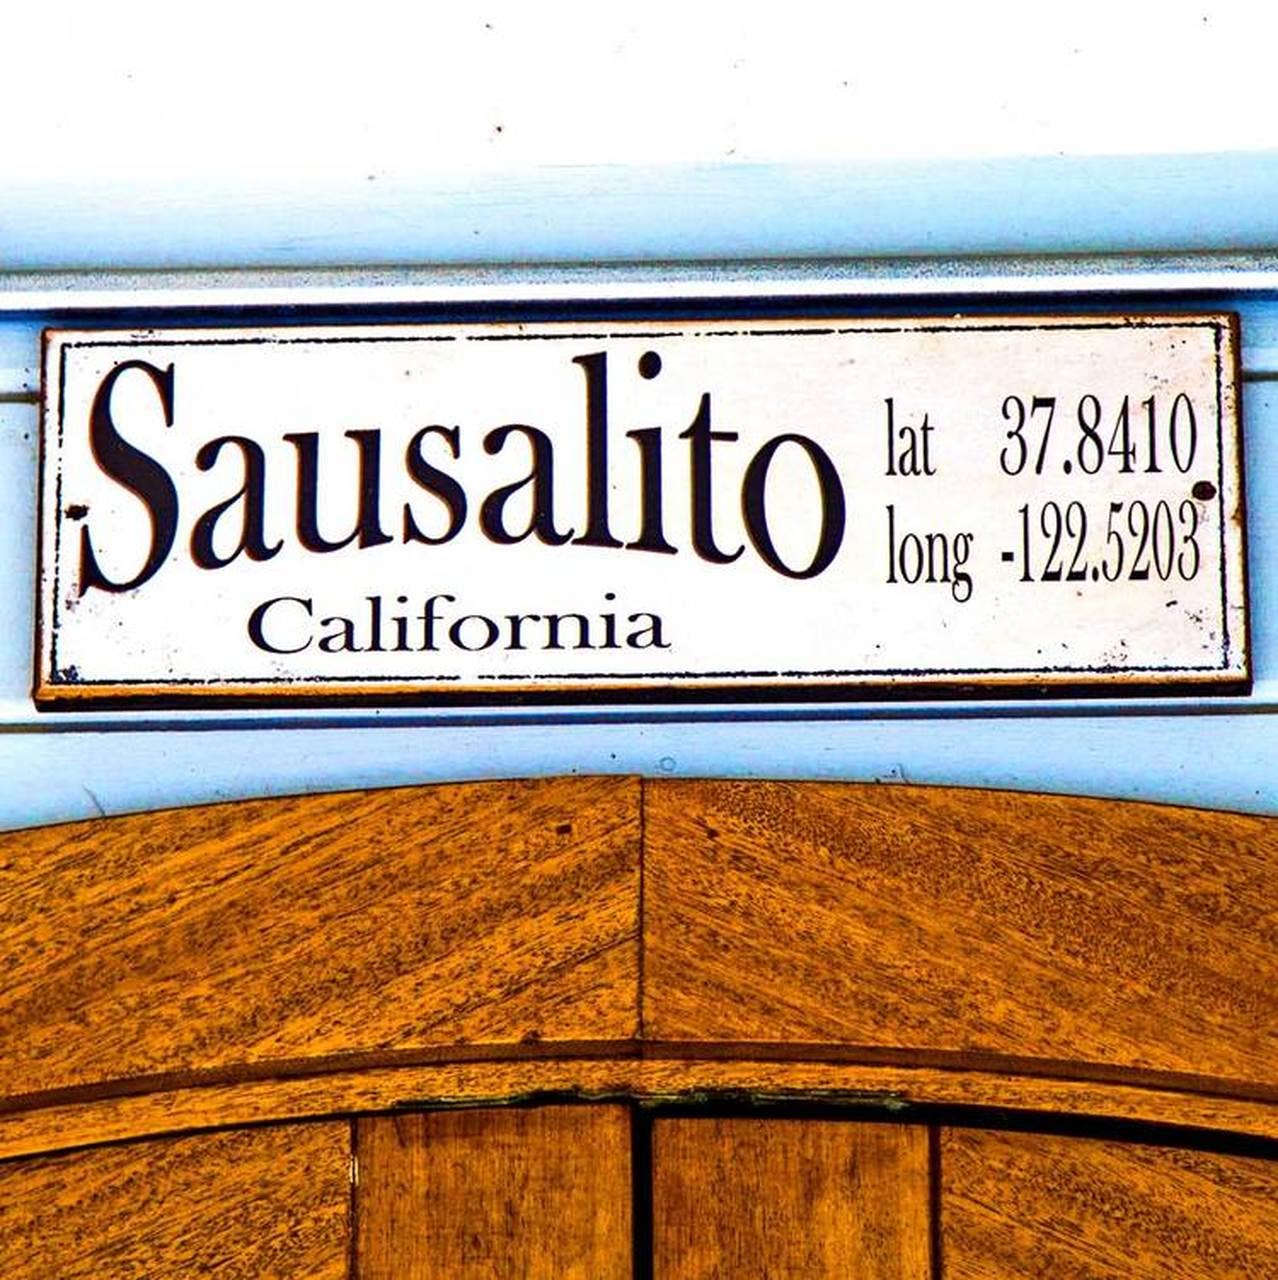 Sausalito
California
lat 37.8410
long -122.5203